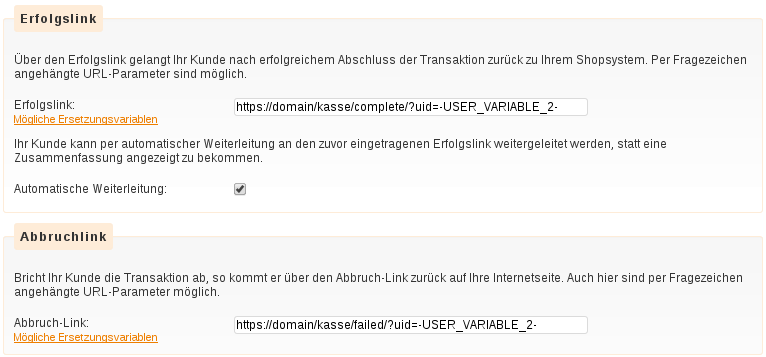 Erfolgslink
Über den Erfolgslink gelangt Ihr Kunde nach erfolgreichem Abschluss der Transaktion zurück zu Ihrem Shopsystem. Per Fragezeichen
angehängte URL-Parameter sind möglich.
Erfolgslink:
https://domain/kasse/complete/?uid=-USER_VARIABLE_2-
Mögliche Ersetzungsvariablen
Ihr Kunde kann per automatischer Weiterleitung an den zuvor eingetragenen Erfolgslink weitergeleitet werden, statt eine
Zusammenfassung angezeigt zu bekommen.
Automatische Weiterleitung:
Abbruchlink
Bricht Ihr Kunde die Transaktion ab, so kommt er über den Abbruch-Link zurück auf Ihre Internetseite. Auch hier sind per Fragezeichen
angehängte URL-Parameter möglich.
Abbruch-Link:
https://domain/kasse/failed/?uid=-USER_VARIABLE_2-
Mögliche Ersetzungsvariablen